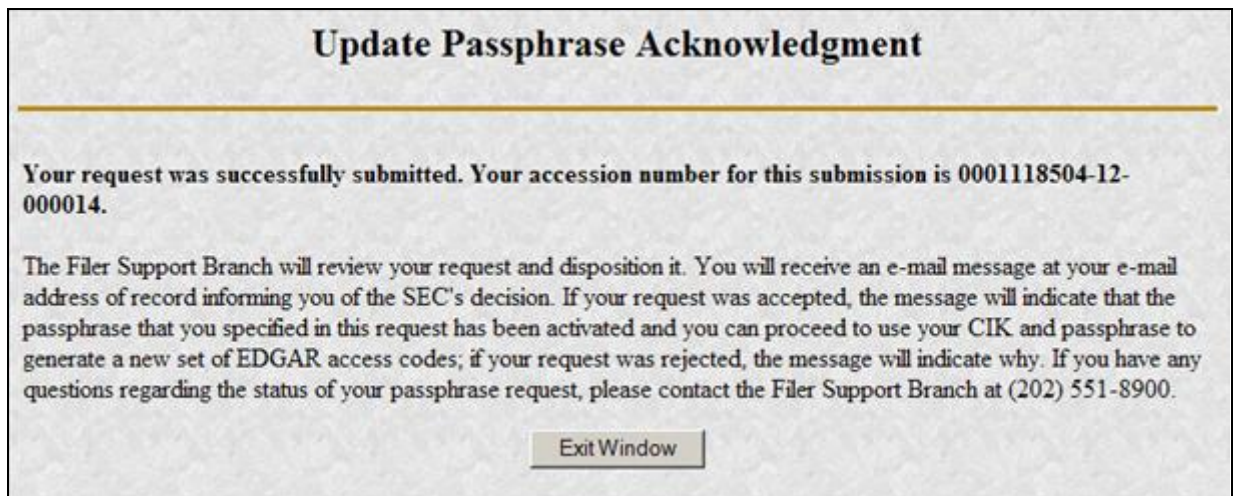 Update Passphrase Acknowledgment
Your request was successfully submitted. Your accession number for this submission is 0001118504-12-
000014.
The Filer Support Branch will review your request and disposition it. You will receive an e-mail message at your e-mail
address of record informing you of the SEC's decision. If your request was accepted, the message will indicate that the
passphrase that you specified in this request has been activated and you can proceed to use your CIK and passphrase to
generate a new set of EDGAR access codes; if your request was rejected, the message will indicate why. If you have any
questions regarding the status of your passphrase request, please contact the Filer Support Branch at (202) 551-8900.
Exit Window